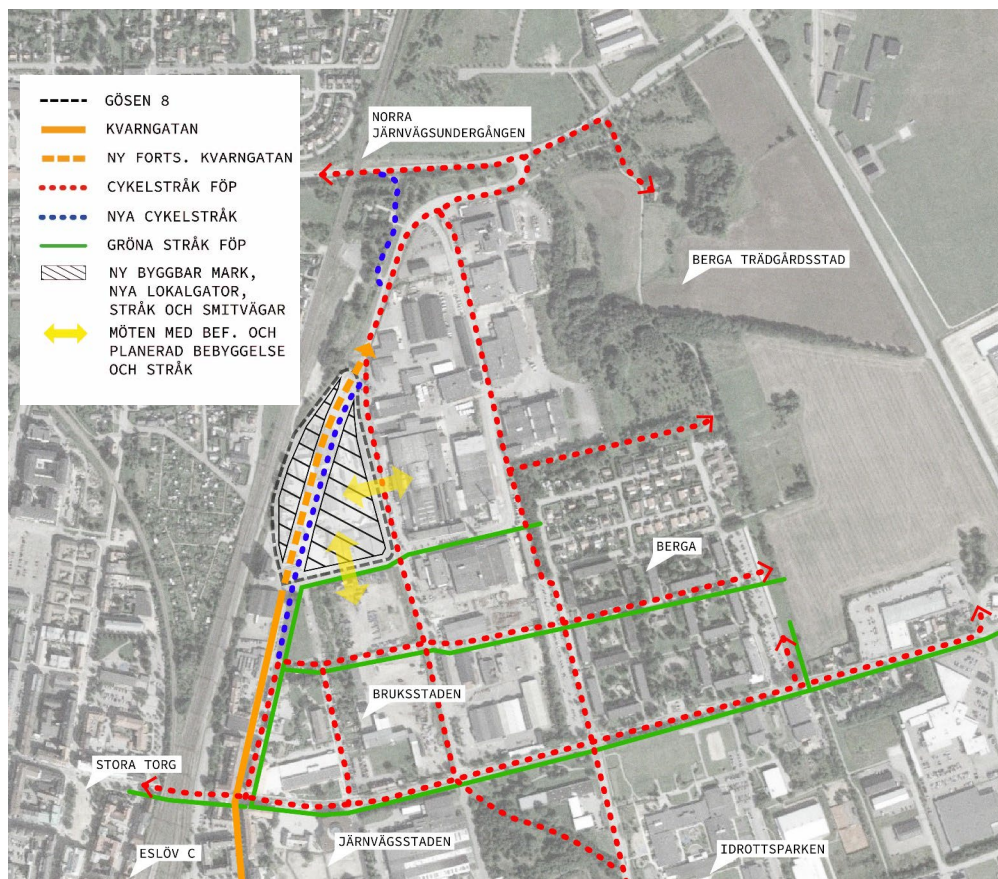 GÖSEN 8
KVARNGATAN
NY FORTS. KVARNGATAN
CYKELSTRÅK FÖP
NYA CYKELSTRÅK
GRÖNA STRÅK FÖP
NY BYGGBAR MARK,
NYA LOKALGATOR,
STRÅK OCH SMITVÄGAR
MÖTEN MED BEF. OCH
PLANERAD BEBYGGELSE
OCH STRÅK
NORRA
JÄRNVÄGSUNDERGÅNGEN
BERGA TRÄDGÅRDSSTAD
BERGA
BRUKSSTADEN
STORA TORG
ESLÖV C
JÄRNVÄGSSTADEN
IDROTTSPARKEN